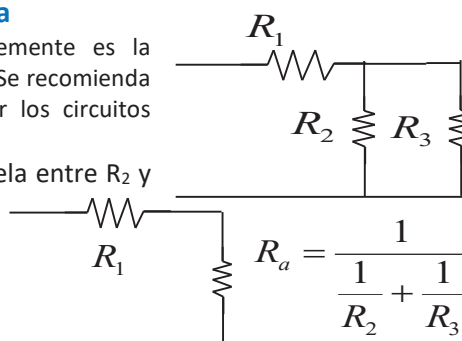 a
emente es la
Se recomienda
r los circuitos
ela entre R₂ y
R₁
R₂ R₃
R₁
Rₐ = 1 / (1/R₂ + 1/R₃)